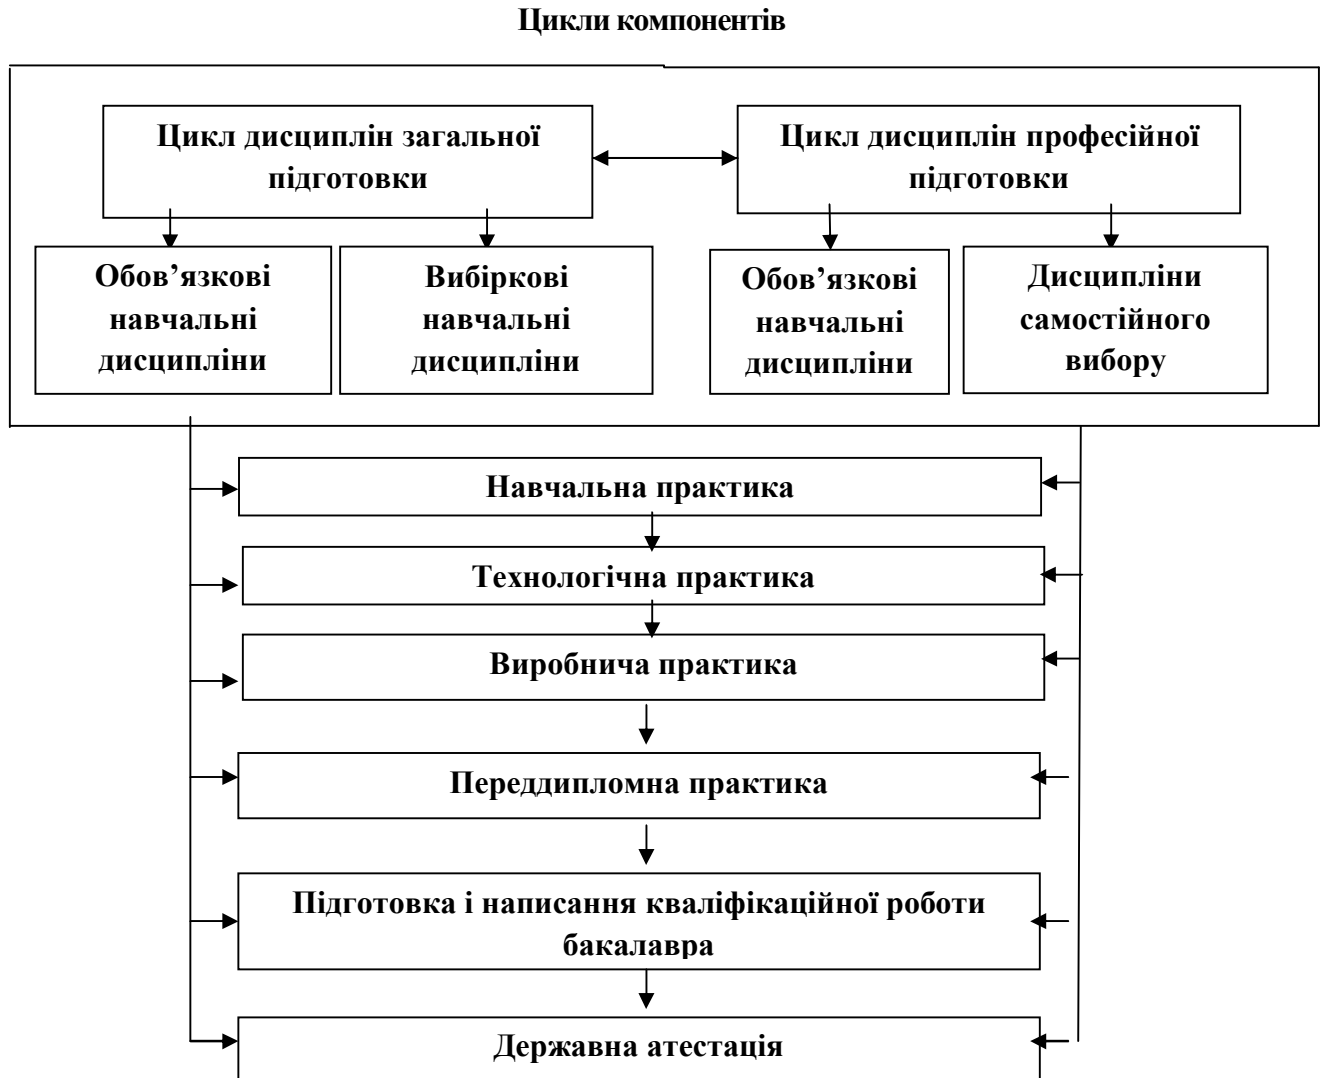 Цикли компонентів
Цикл дисциплін загальної
підготовки
Цикл дисциплін професійної
підготовки
Обов’язкові
навчальні
дисципліни
Вибіркові
навчальні
дисципліни
Обов’язкові
навчальні
дисципліни
Дисципліни
самостійного
вибору
Навчальна практика
Технологічна практика
Виробнича практика
Переддипломна практика
Підготовка і написання кваліфікаційної роботи
бакалавра
Державна атестація